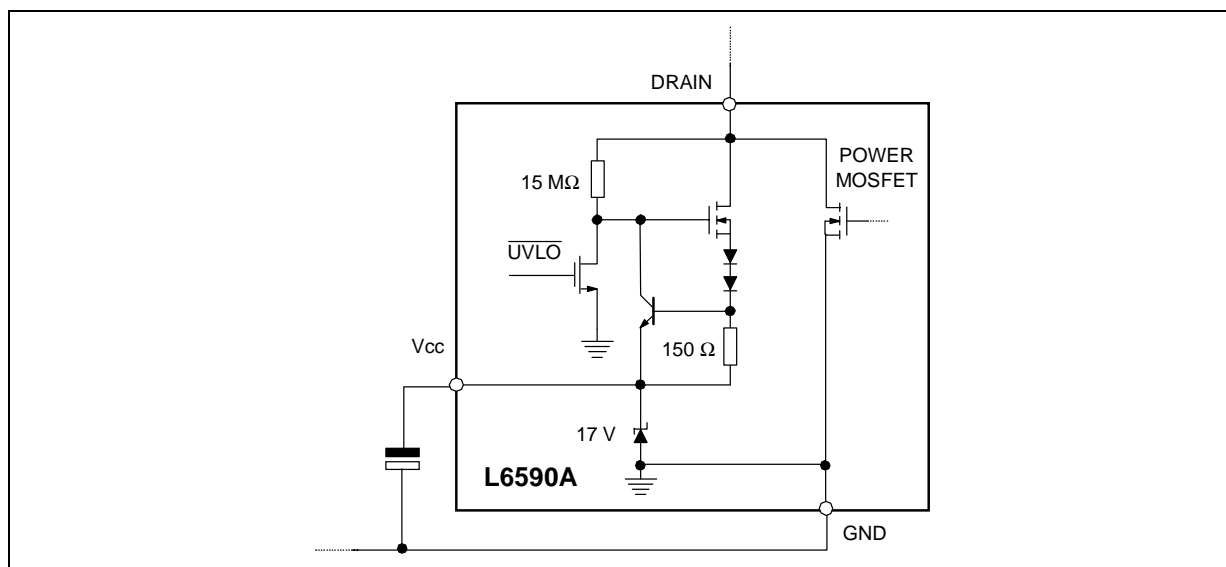 DRAIN
POWER
MOSFET
15 MΩ
UVLO
Vcc
150 Ω
17 V
L6590A
GND